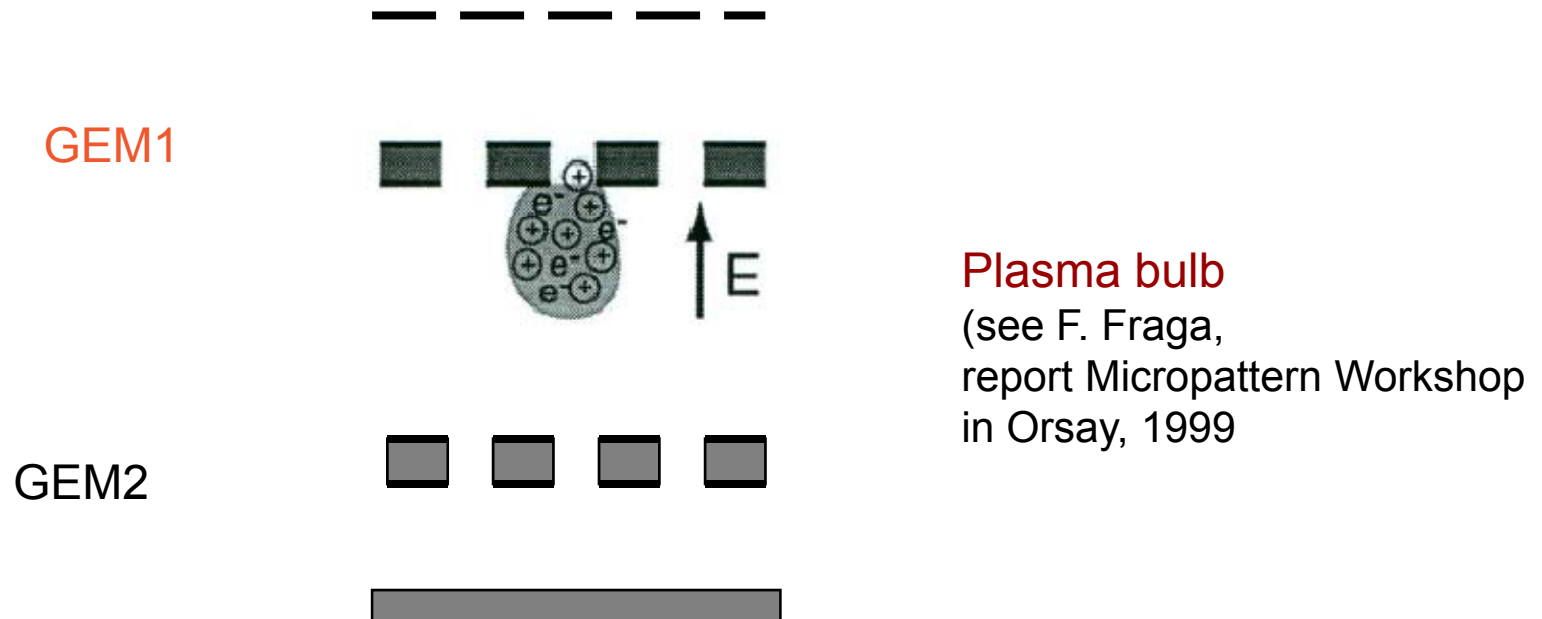 GEM1
+
e-
+
e-
+
+
+
+
e-
e-
+
E
Plasma bulb
(see F. Fraga,
report Micropattern Workshop
in Orsay, 1999
GEM2